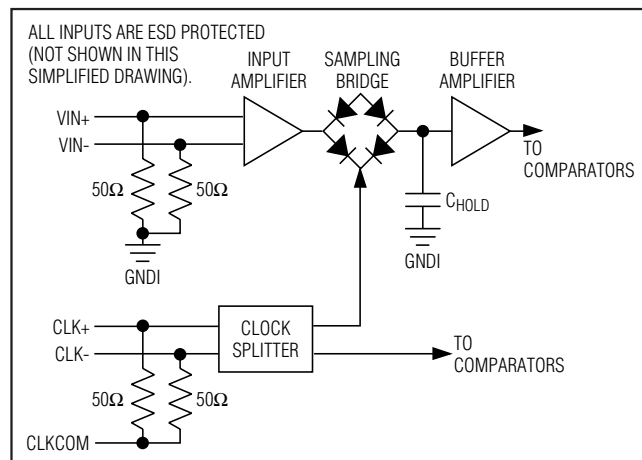 ALL INPUTS ARE ESD PROTECTED
(NOT SHOWN IN THIS
SIMPLIFIED DRAWING).
INPUT
AMPLIFIER
SAMPLING
BRIDGE
BUFFER
AMPLIFIER
VIN+
VIN-
50Ω
50Ω
GNDI
TO
COMPARATORS
CHOLD
GNDI
CLK+
CLK-
CLOCK
SPLITTER
TO
COMPARATORS
50Ω
50Ω
CLKCOM